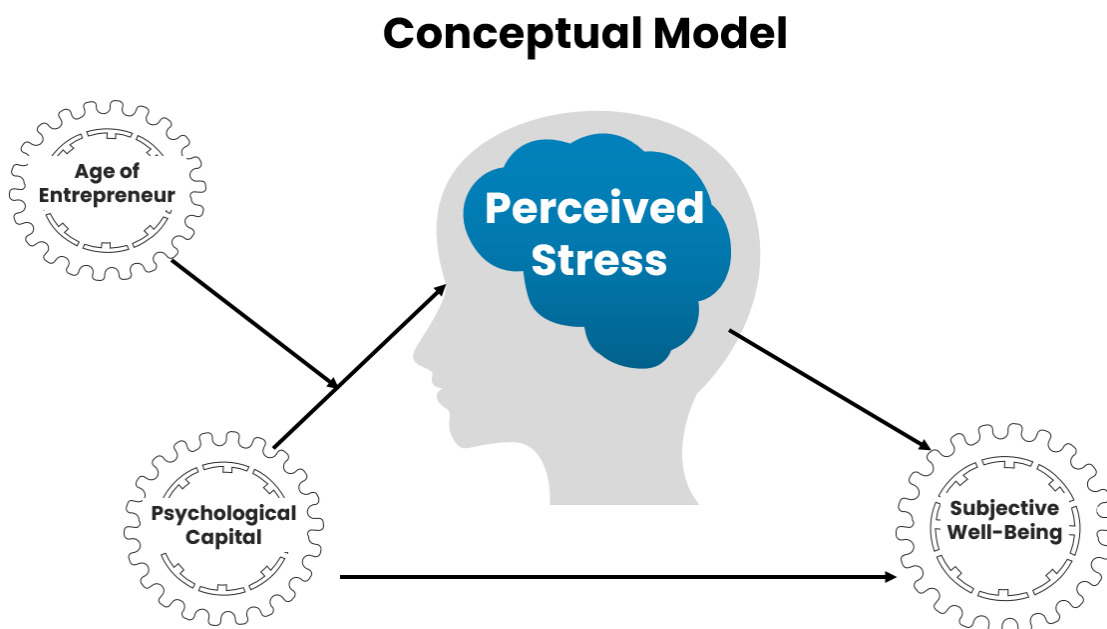 Conceptual Model
Age of
Entrepreneur
Perceived
Stress
Psychological
Capital
Subjective
Well-Being